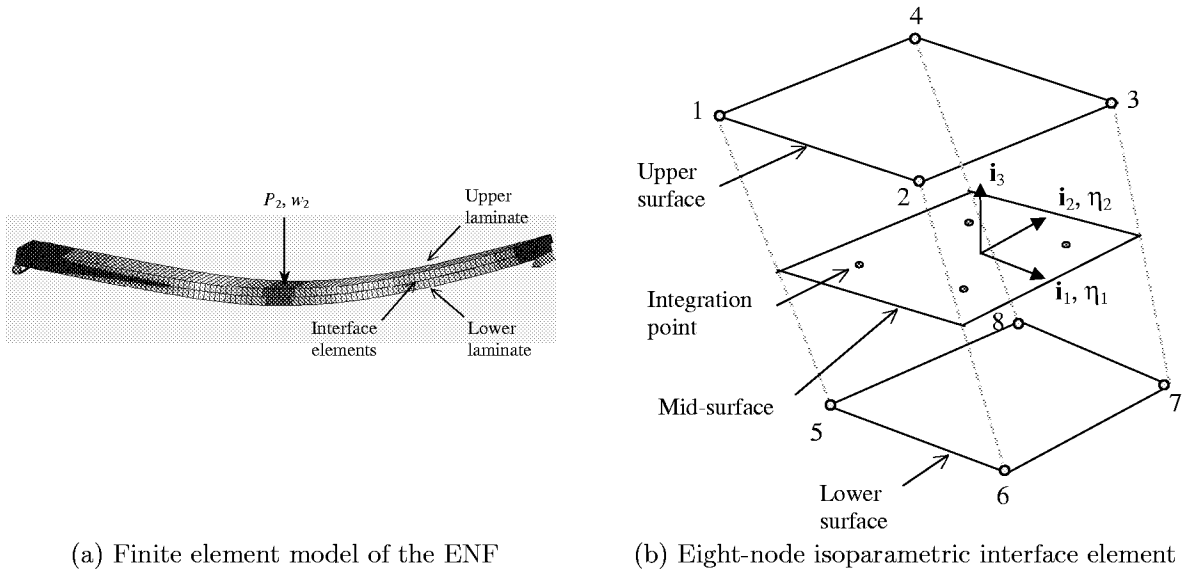 P₂, w₂
Upper
laminate
Interface
elements
Lower
laminate
(a) Finite element model of the ENF
4
1
3
Upper
surface
2
i₃
i₂, η₂
Integration
point
i₁, η₁
8
Mid-surface
5
7
Lower
surface
6
(b) Eight-node isoparametric interface element